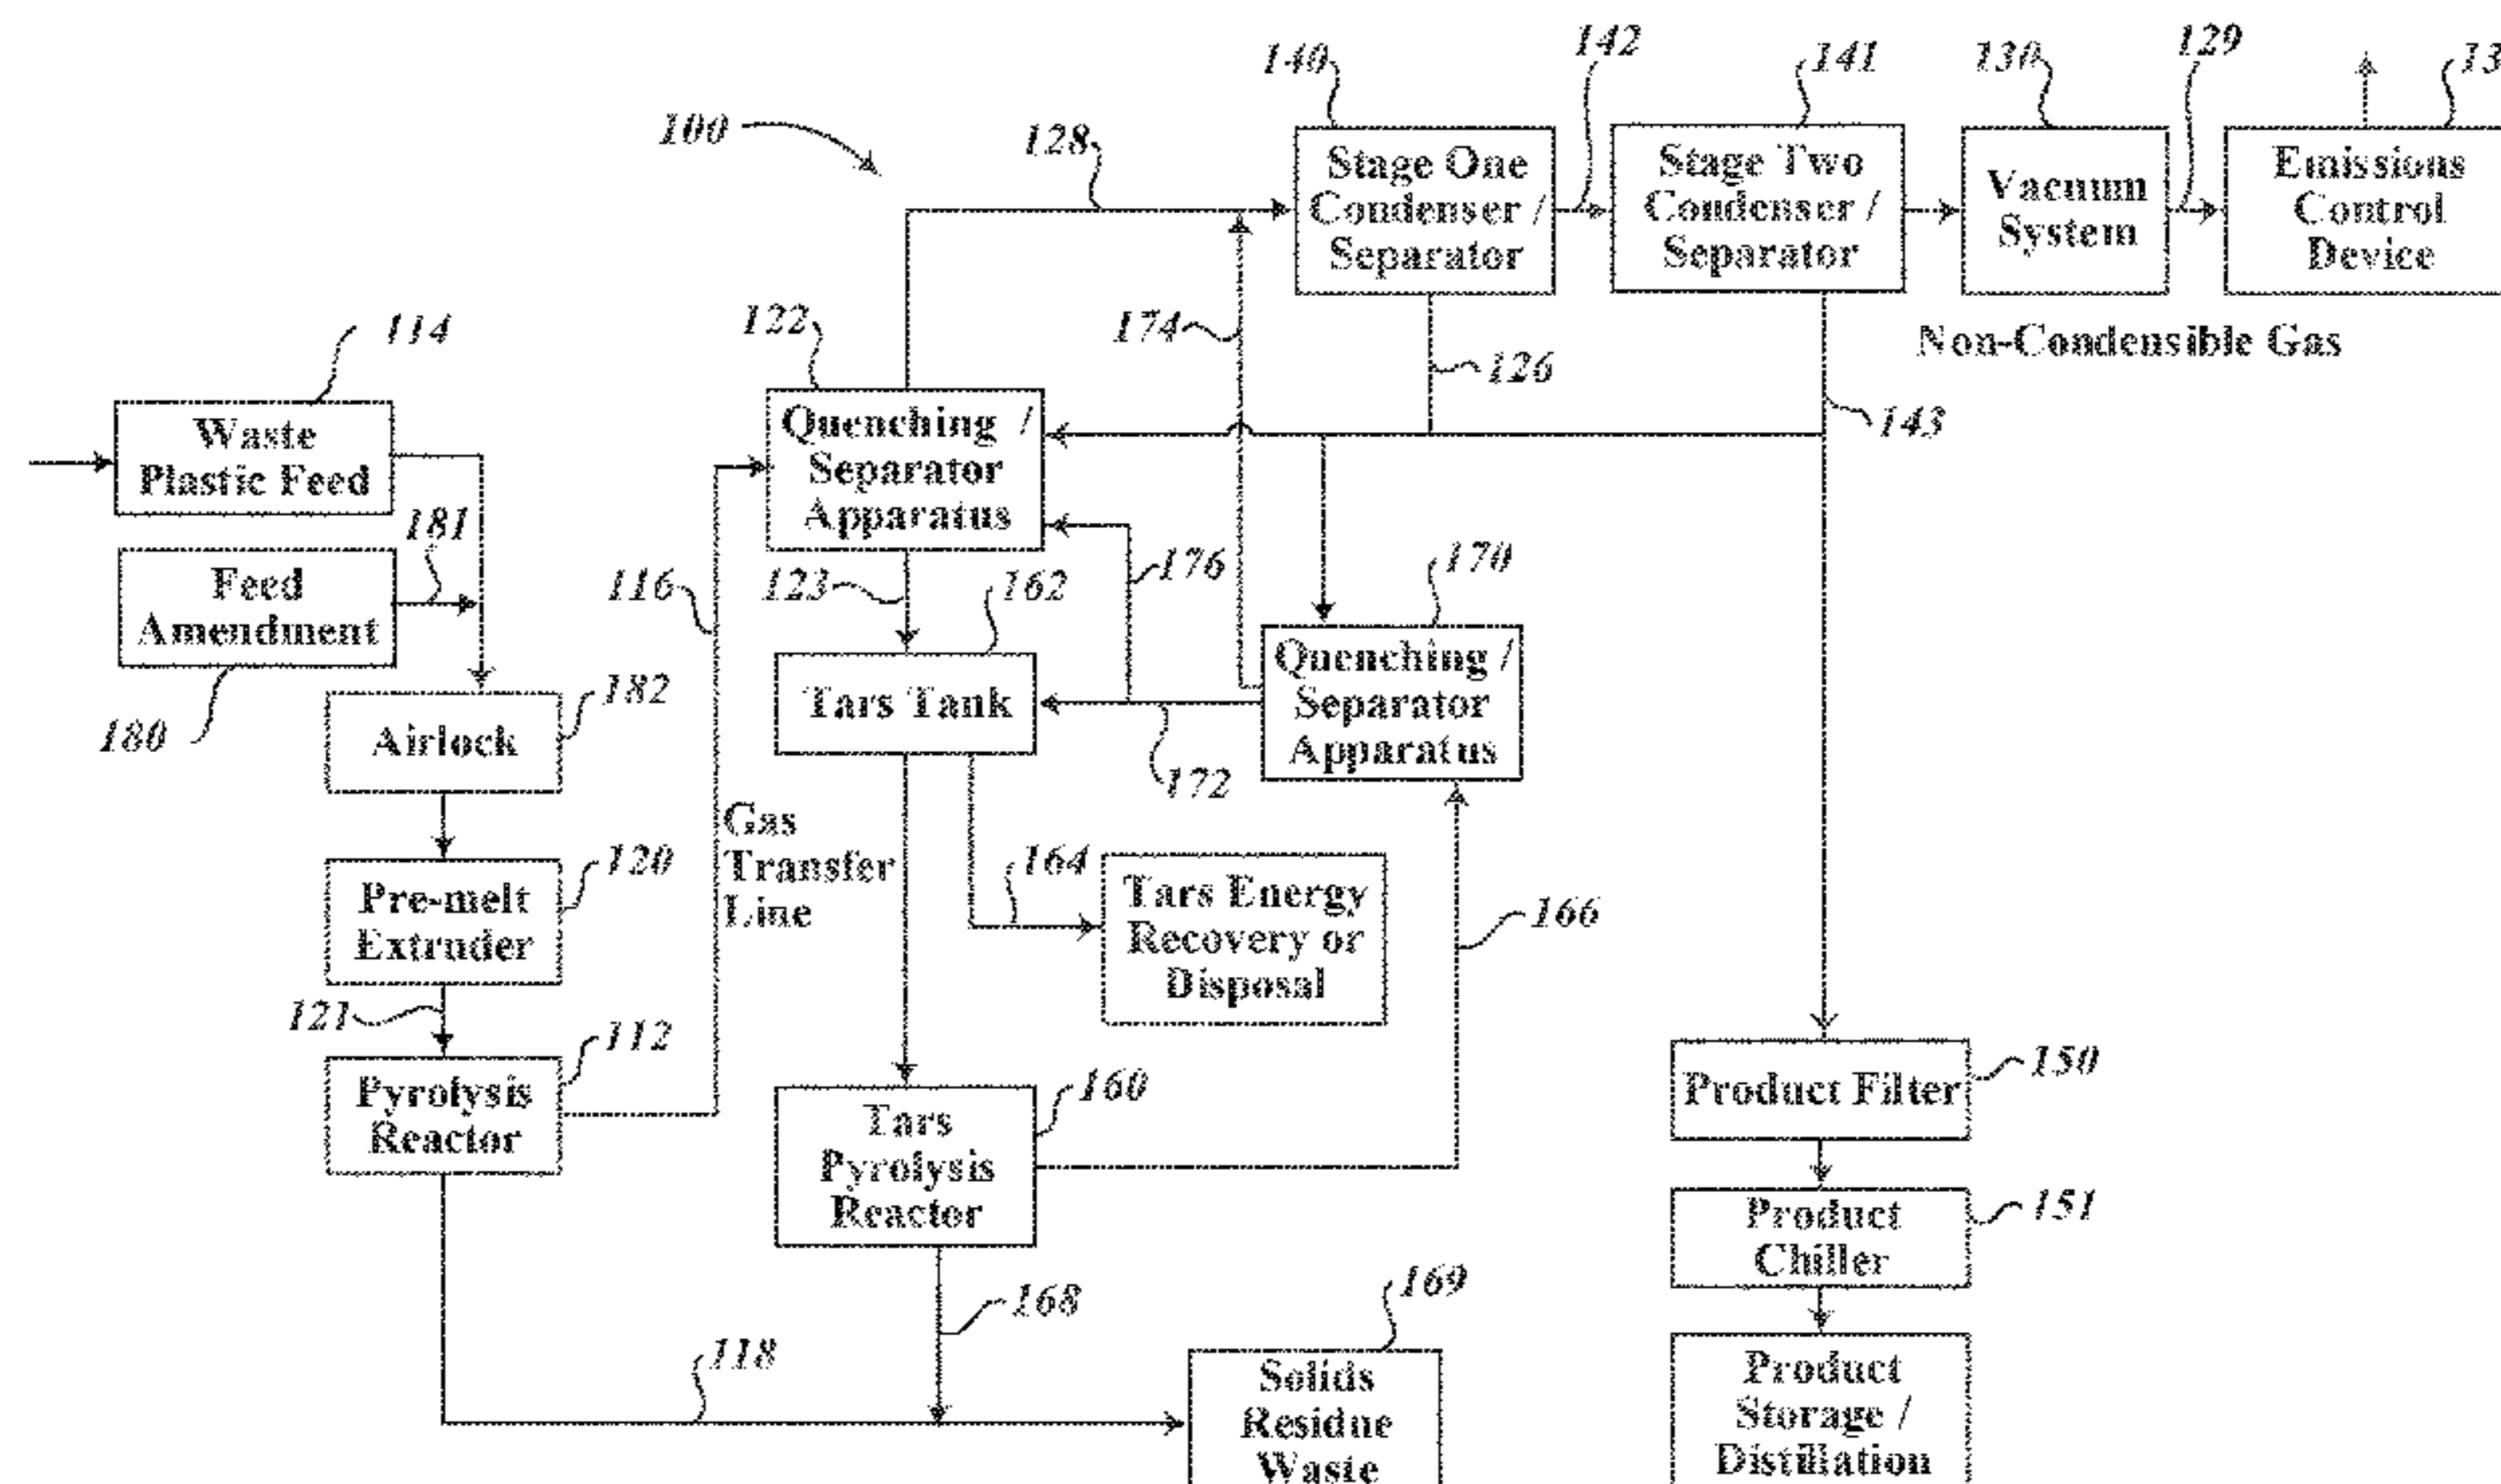 140
142
141
130
129
13
100
128
Stage One
Condenser /
Separator
Stage Two
Condenser /
Separator
Vacuum
System
Emissions
Control
Device
114
122
174
126
Non-Condensible Gas
143
Waste
Plastic Feed
Quenching /
Separator
Apparatus
181
Feed
Amendment
116
123
162
176
170
180
182
Airlock
Tars Tank
Quenching /
Separator
Apparatus
172
Gas
Transfer
Line
120
Pre-melt
Extruder
164
Tars Energy
Recovery or
Disposal
166
121
112
Pyrolysis
Reactor
160
Tars
Pyrolysis
Reactor
150
Product Filter
151
Product
Chiller
168
169
118
Solids
Residue
Waste
Product
Storage /
Distillation